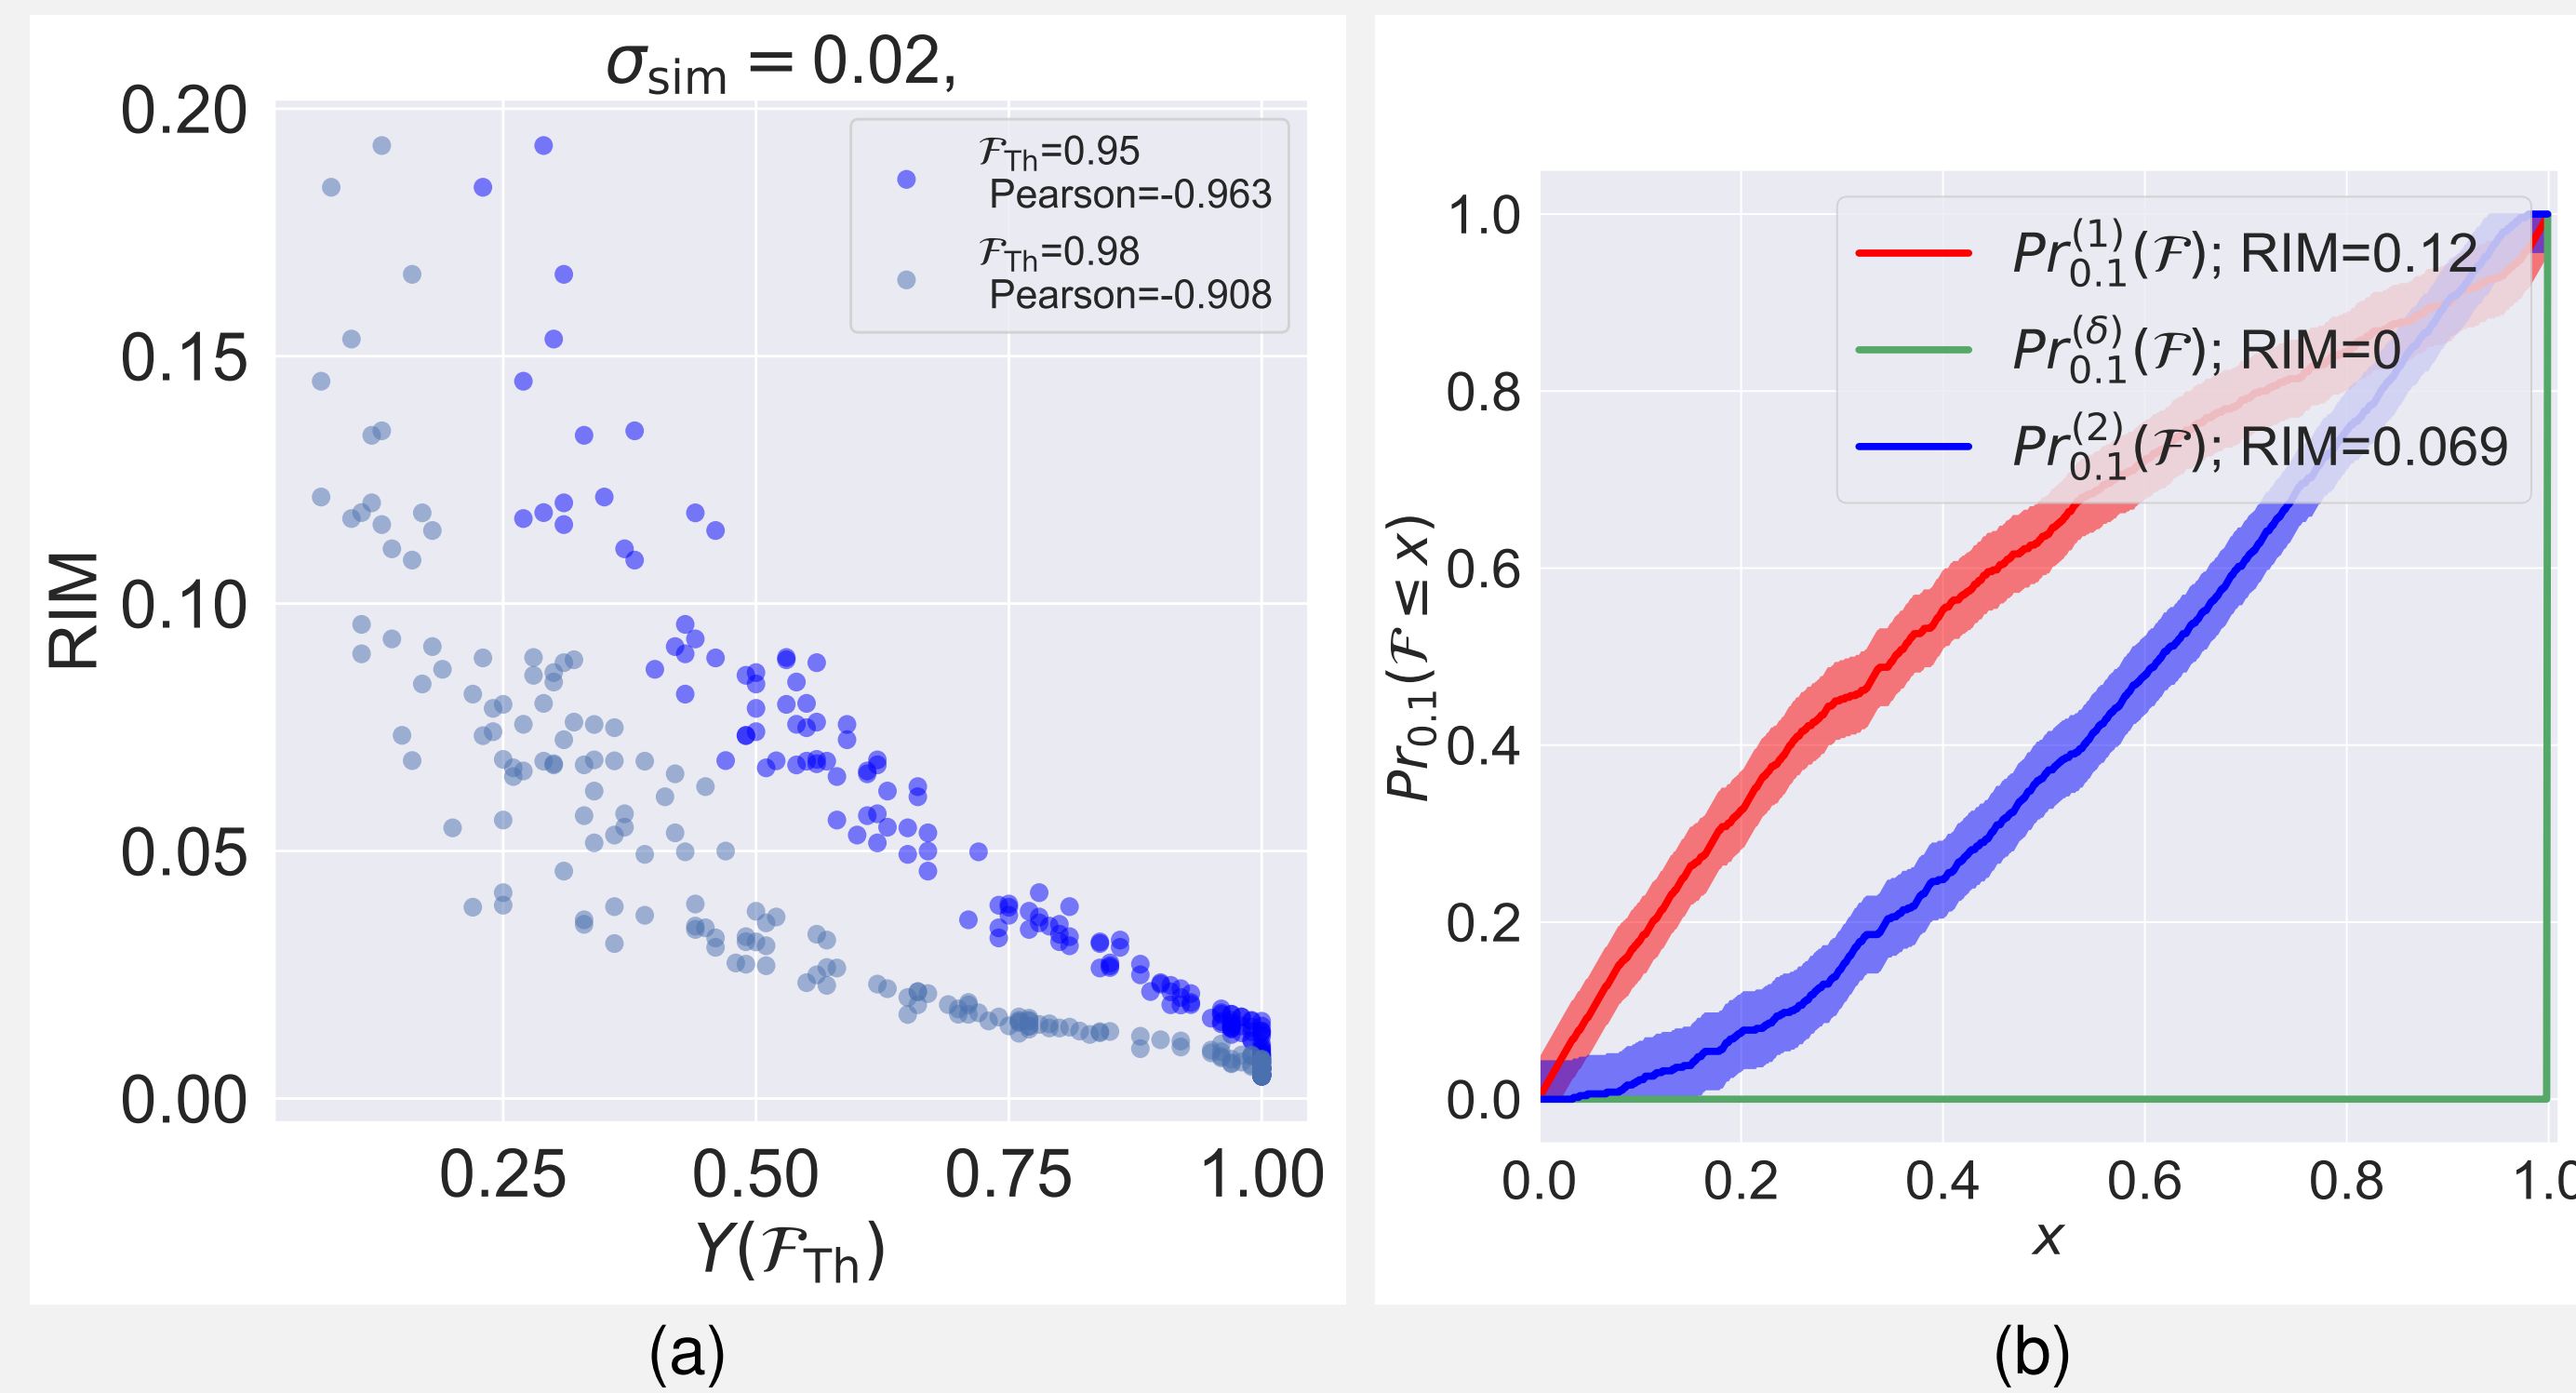 σsim = 0.02,
0.20
0.15
0.10
0.05
0.00
RIM
ℱTh=0.95
Pearson=-0.963
ℱTh=0.98
Pearson=-0.908
0.25 0.50 0.75 1.00
Y(ℱTh)
(a)
1.0
0.8
0.6
0.4
0.2
0.0
Pr0.1(ℱ ≤ x)
Pr(1)0.1(ℱ); RIM=0.12
Pr(δ)0.1(ℱ); RIM=0
Pr(2)0.1(ℱ); RIM=0.069
0.0 0.2 0.4 0.6 0.8 1.0
x
(b)